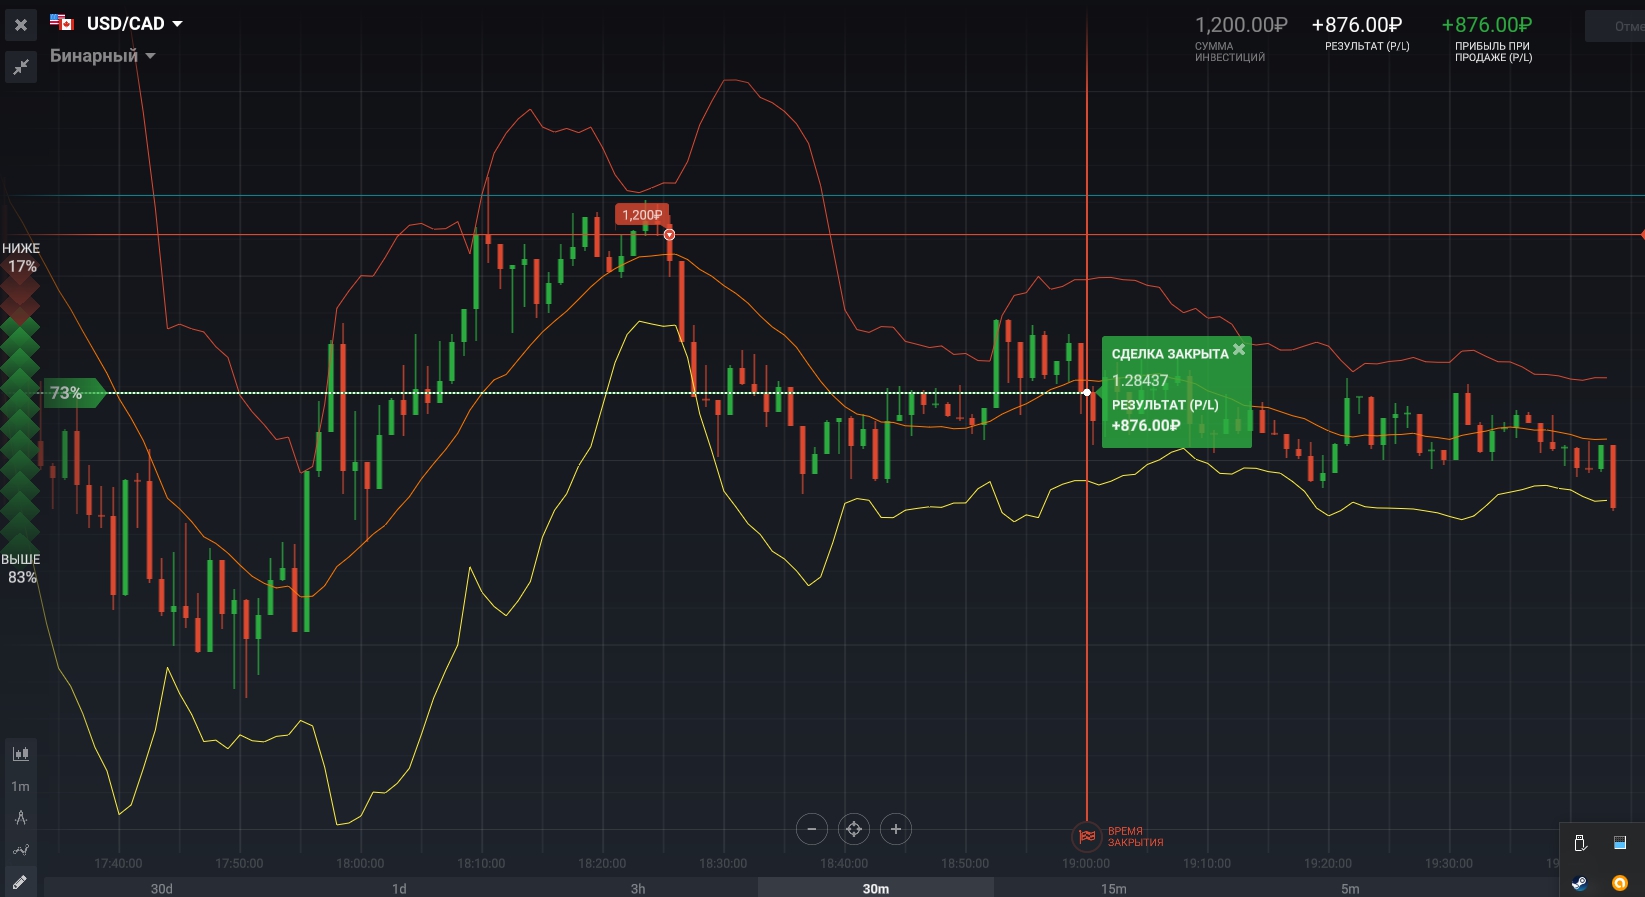 USD/CAD
Бинарный
1,200.00₽
СУММА
ИНВЕСТИЦИЙ
+876.00₽
РЕЗУЛЬТАТ (P/L)
+876.00₽
ПРИБЫЛЬ ПРИ
ПРОДАЖЕ (P/L)
1,200₽
НИЖЕ
17%
73%
СДЕЛКА ЗАКРЫТА
1.28437
РЕЗУЛЬТАТ (P/L)
+876.00₽
ВЫШЕ
83%
1m
ВРЕМЯ
ЗАКРЫТИЯ
17:40:00 17:50:00 18:00:00 18:10:00 18:20:00 18:30:00 18:40:00 18:50:00 19:00:00 19:10:00 19:20:00 19:30:00
30d 1d 3h 30m 15m 5m